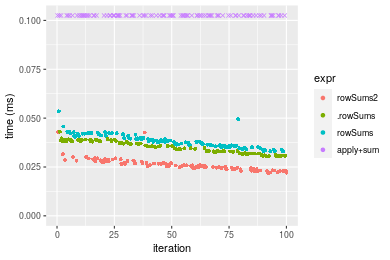 0.100
0.075
0.050
0.025
0.000
time (ms)
0
25
50
75
100
iteration
expr
rowSums2
.rowSums
rowSums
apply+sum